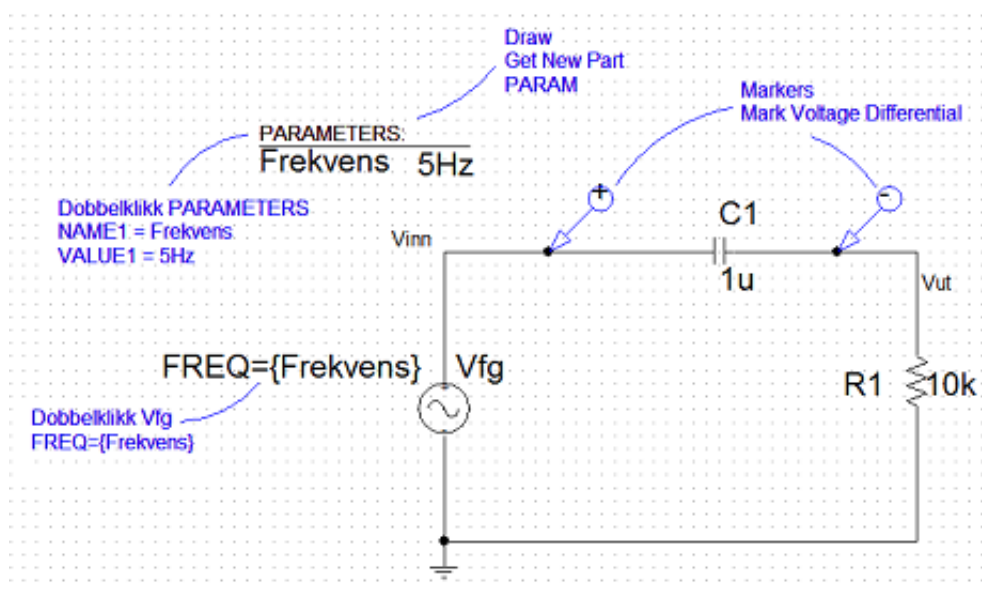 Draw
Get New Part
PARAM
Markers
Mark Voltage Differential
PARAMETERS:
Frekvens 5Hz
Dobbelklikk PARAMETERS
NAME1 = Frekvens
VALUE1 = 5Hz
+
-
C1
Vinn
1u
Vut
FREQ={Frekvens}
Vfg
R1
10k
Dobbelklikk Vfg
FREQ={Frekvens}